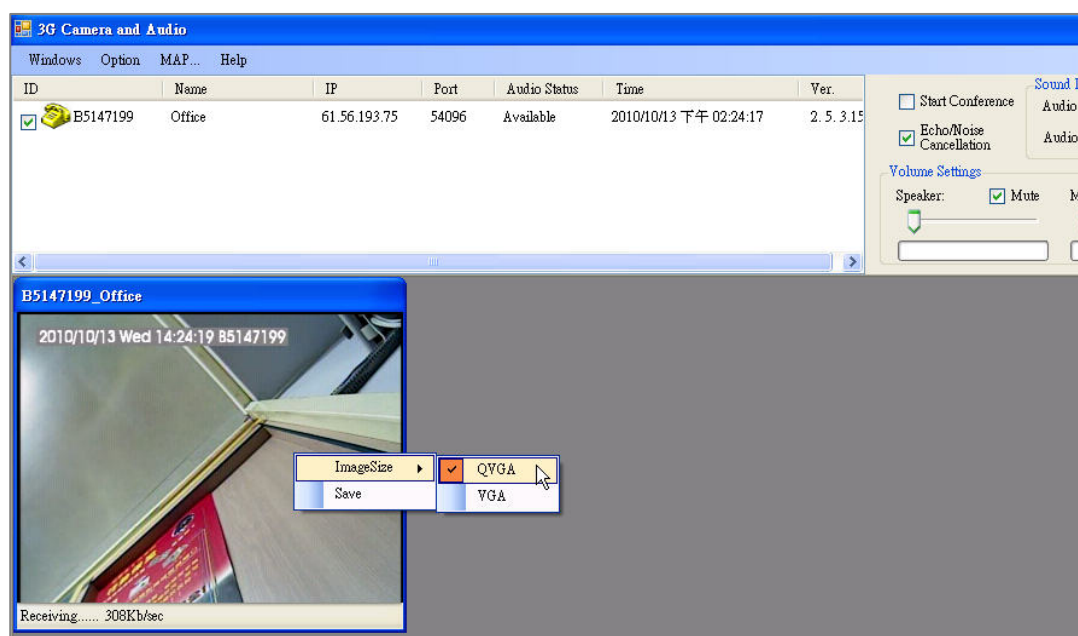 3G Camera and Audio
Windows Option MAP... Help
ID Name IP Port Audio Status Time Ver.
B5147199 Office 61.56.193.75 54096 Available 2010/10/13 下午 02:24:17 2. 5. 3.15
Start Conference
Echo/Noise
Cancellation
Sound I
Audio
Audio
Volume Settings
Speaker: Mute M
B5147199_Office
2010/10/13 Wed 14:24:19 B5147199
ImageSize
Save
QVGA
VGA
Receiving...... 308Kb/sec